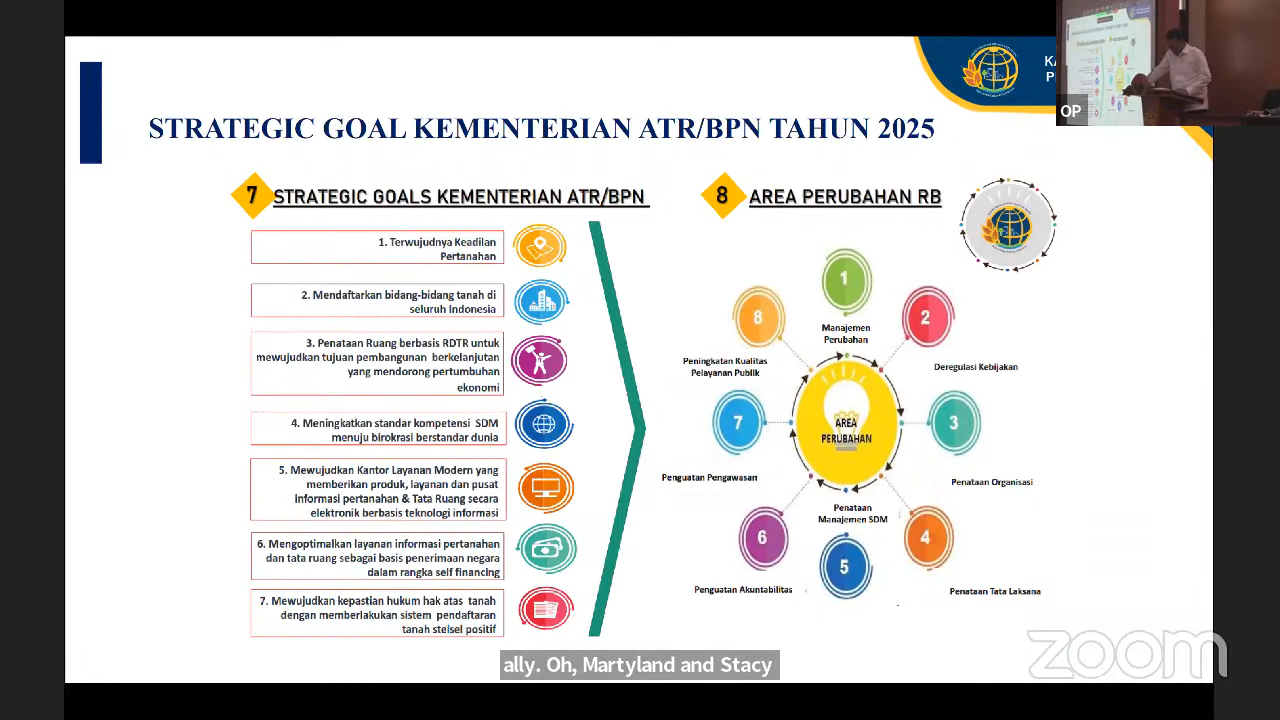 KA
P
OP
STRATEGIC GOAL KEMENTERIAN ATR/BPN TAHUN 2025
7 STRATEGIC GOALS KEMENTERIAN ATR/BPN
1. Terwujudnya Keadilan
Pertanahan
2. Mendaftarkan bidang-bidang tanah di
seluruh Indonesia
3. Penataan Ruang berbasis RDTR untuk
mewujudkan tujuan pembangunan berkelanjutan
yang mendorong pertumbuhan
ekonomi
4. Meningkatkan standar kompetensi SDM
menuju birokrasi berstandar dunia
5. Mewujudkan Kantor Layanan Modern yang
memberikan produk, layanan dan pusat
informasi pertanahan & Tata Ruang secara
elektronik berbasis teknologi informasi
6. Mengoptimalkan layanan informasi pertanahan
dan tata ruang sebagai basis penerimaan negara
dalam rangka self financing
7. Mewujudkan kepastian hukum hak atas tanah
dengan memberlakukan sistem pendaftaran
tanah stelsel positif
8 AREA PERUBAHAN RB
1
Manajemen
Perubahan
2
Deregulasi Kebijakan
3
Penataan Organisasi
4
Penataan Tata Laksana
Penataan
Manajemen SDM
5
6
Penguatan Akuntabilitas
7
Penguatan Pengawasan
8
Peningkatan Kualitas
Pelayanan Publik
AREA
PERUBAHAN
ally. Oh, Martyland and Stacy
zoom